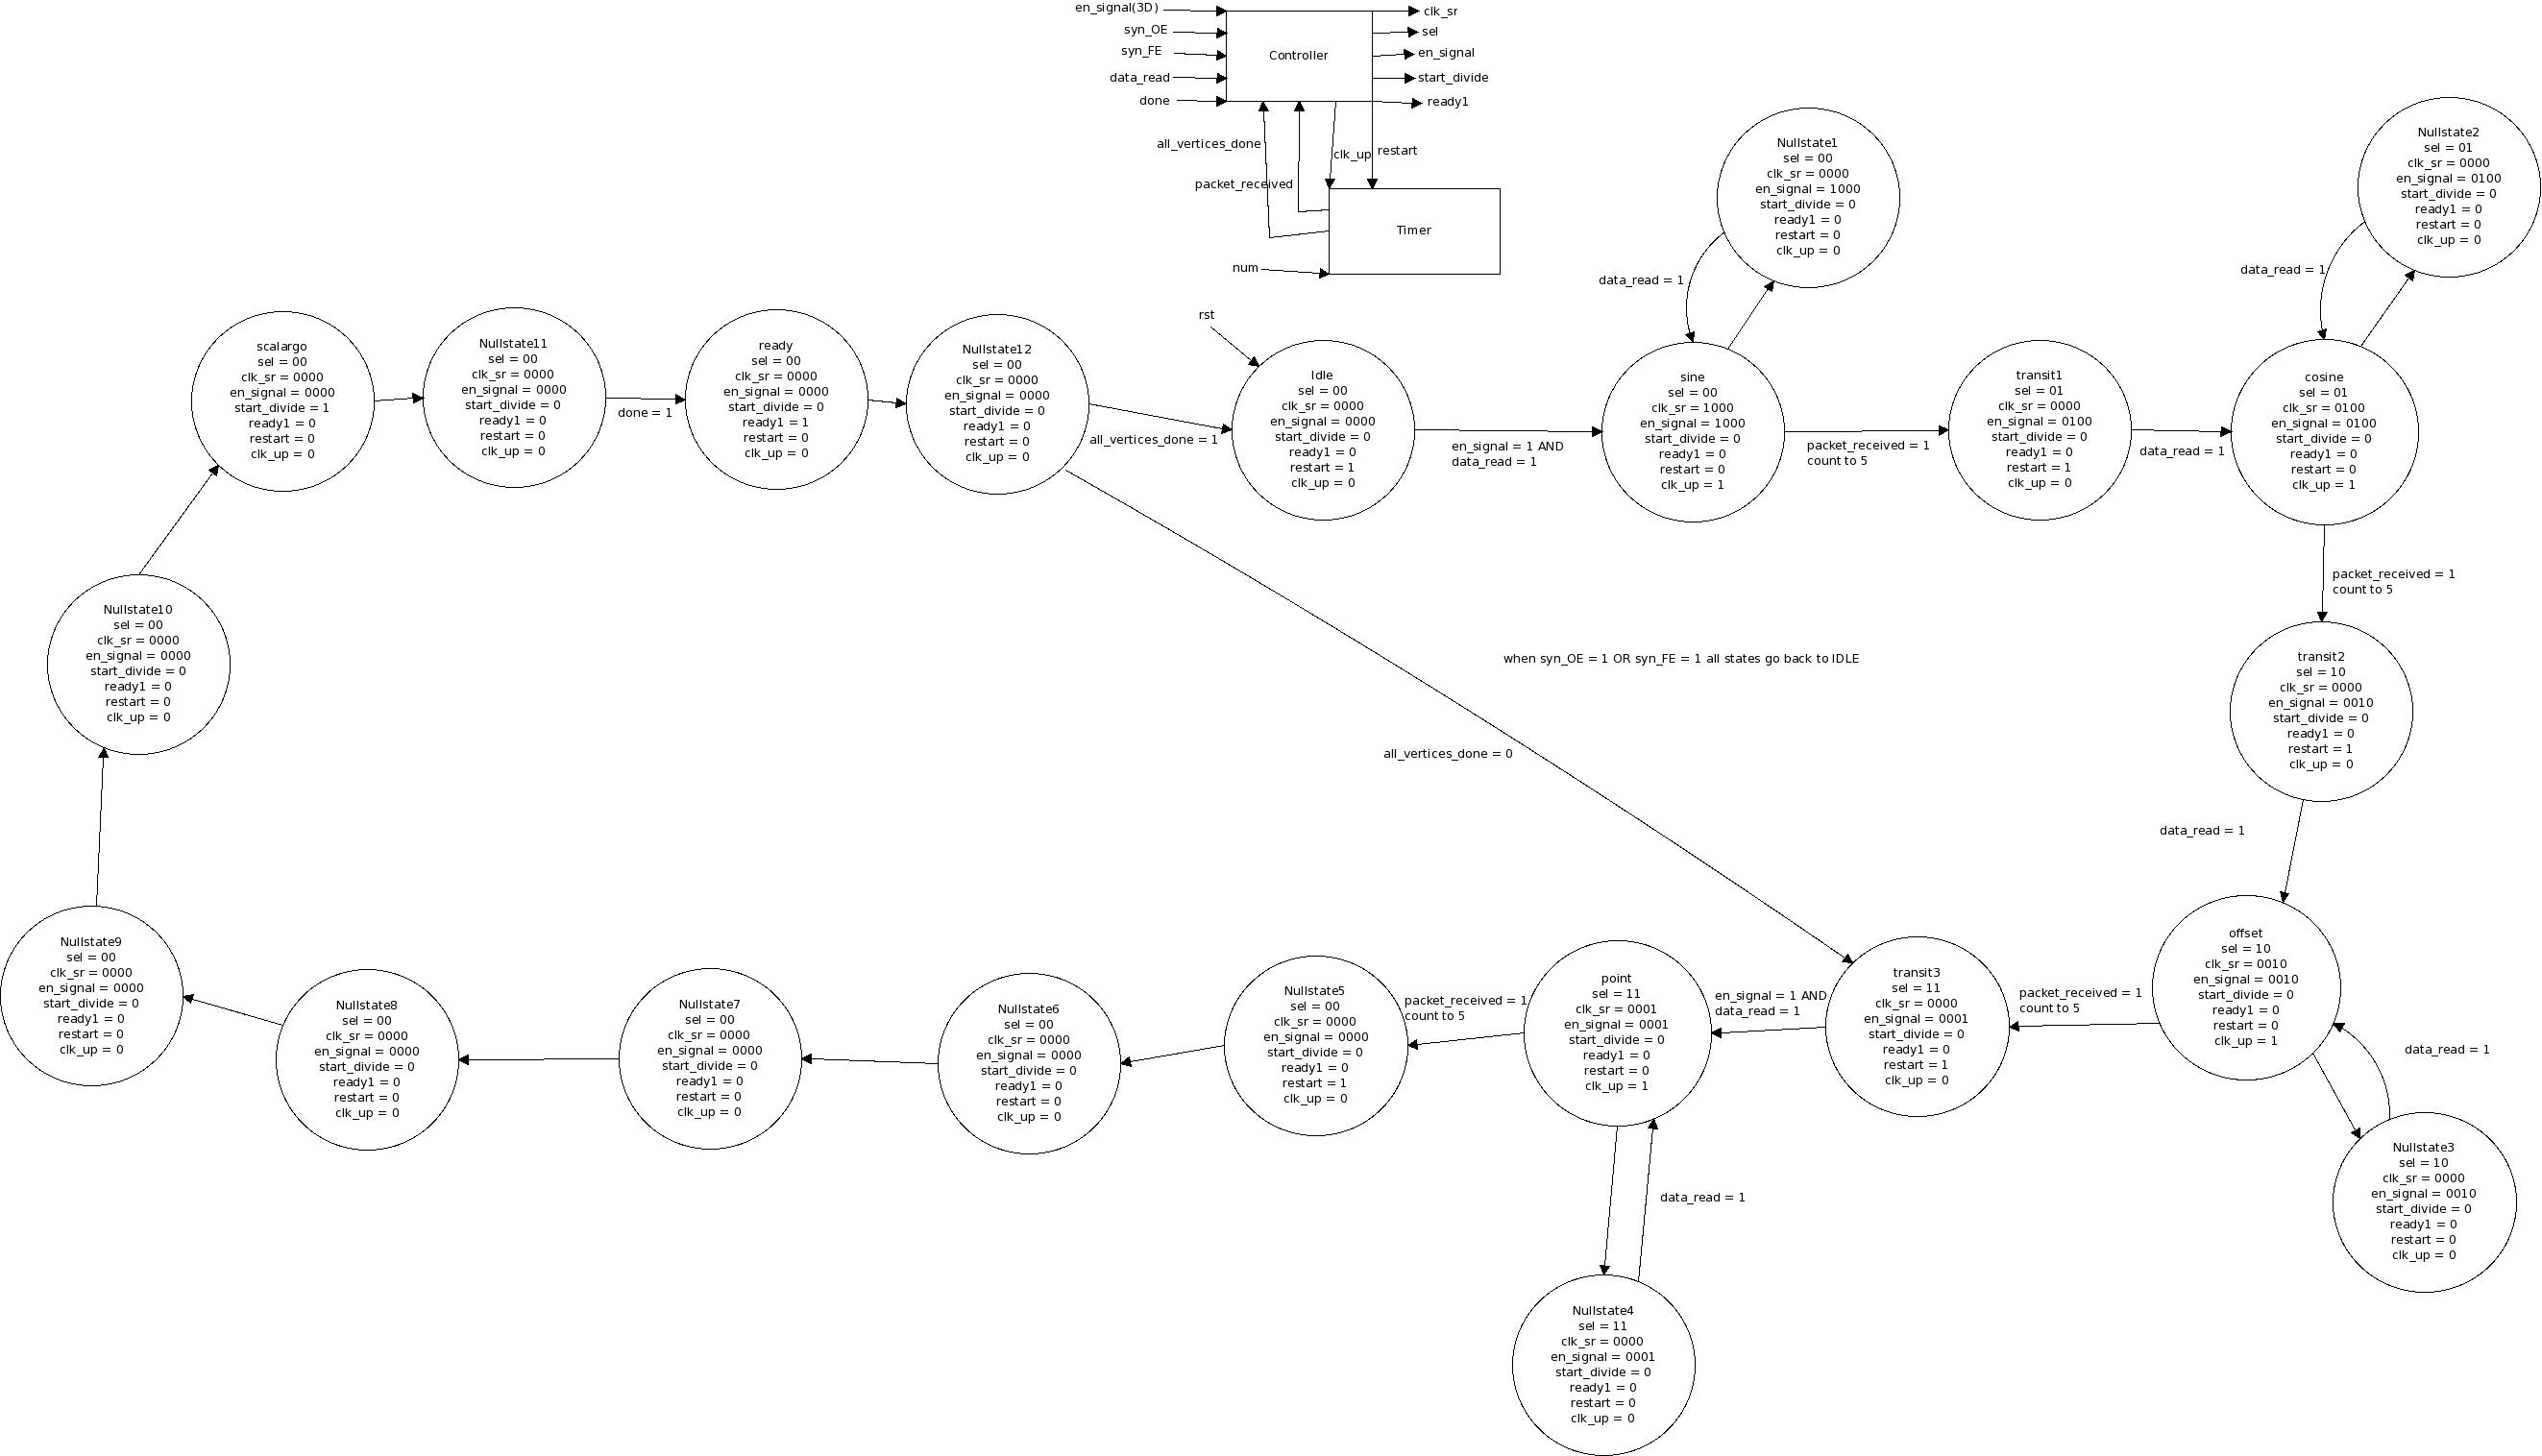 en_signal(3D)
syn_OE
syn_FE
data_read
done
Controller
clk_sr
sel
en_signal
start_divide
ready1
all_vertices_done
packet_received
clk_up
restart
Timer
num
Nullstate1
sel = 00
clk_sr = 0000
en_signal = 1000
start_divide = 0
ready1 = 0
restart = 0
clk_up = 0
data_read = 1
Nullstate2
sel = 01
clk_sr = 0000
en_signal = 0100
start_divide = 0
ready1 = 0
restart = 0
clk_up = 0
data_read = 1
scalargo
sel = 00
clk_sr = 0000
en_signal = 0000
start_divide = 1
ready1 = 0
restart = 0
clk_up = 0
Nullstate11
sel = 00
clk_sr = 0000
en_signal = 0000
start_divide = 0
ready1 = 0
restart = 0
clk_up = 0
done = 1
ready
sel = 00
clk_sr = 0000
en_signal = 0000
start_divide = 0
ready1 = 1
restart = 0
clk_up = 0
Nullstate12
sel = 00
clk_sr = 0000
en_signal = 0000
start_divide = 0
ready1 = 0
restart = 0
clk_up = 0
all_vertices_done = 1
rst
Idle
sel = 00
clk_sr = 0000
en_signal = 0000
start_divide = 0
ready1 = 0
restart = 1
clk_up = 0
en_signal = 1 AND
data_read = 1
sine
sel = 00
clk_sr = 1000
en_signal = 1000
start_divide = 0
ready1 = 0
restart = 0
clk_up = 1
packet_received = 1
count to 5
transit1
sel = 01
clk_sr = 0000
en_signal = 0100
start_divide = 0
ready1 = 0
restart = 1
clk_up = 0
data_read = 1
cosine
sel = 01
clk_sr = 0100
en_signal = 0100
start_divide = 0
ready1 = 0
restart = 0
clk_up = 1
packet_received = 1
count to 5
Nullstate10
sel = 00
clk_sr = 0000
en_signal = 0000
start_divide = 0
ready1 = 0
restart = 0
clk_up = 0
when syn_OE = 1 OR syn_FE = 1 all states go back to IDLE
all_vertices_done = 0
transit2
sel = 10
clk_sr = 0000
en_signal = 0010
start_divide = 0
ready1 = 0
restart = 1
clk_up = 0
data_read = 1
Nullstate9
sel = 00
clk_sr = 0000
en_signal = 0000
start_divide = 0
ready1 = 0
restart = 0
clk_up = 0
Nullstate8
sel = 00
clk_sr = 0000
en_signal = 0000
start_divide = 0
ready1 = 0
restart = 0
clk_up = 0
Nullstate7
sel = 00
clk_sr = 0000
en_signal = 0000
start_divide = 0
ready1 = 0
restart = 0
clk_up = 0
Nullstate6
sel = 00
clk_sr = 0000
en_signal = 0000
start_divide = 0
ready1 = 0
restart = 0
clk_up = 0
Nullstate5
sel = 00
clk_sr = 0000
en_signal = 0000
start_divide = 0
ready1 = 0
restart = 1
clk_up = 0
packet_received = 1
count to 5
point
sel = 11
clk_sr = 0001
en_signal = 0001
start_divide = 0
ready1 = 0
restart = 0
clk_up = 1
en_signal = 1 AND
data_read = 1
transit3
sel = 11
clk_sr = 0000
en_signal = 0001
start_divide = 0
ready1 = 0
restart = 1
clk_up = 0
packet_received = 1
count to 5
offset
sel = 10
clk_sr = 0010
en_signal = 0010
start_divide = 0
ready1 = 0
restart = 0
clk_up = 1
data_read = 1
Nullstate3
sel = 10
clk_sr = 0000
en_signal = 0010
start_divide = 0
ready1 = 0
restart = 0
clk_up = 0
data_read = 1
Nullstate4
sel = 11
clk_sr = 0000
en_signal = 0001
start_divide = 0
ready1 = 0
restart = 0
clk_up = 0